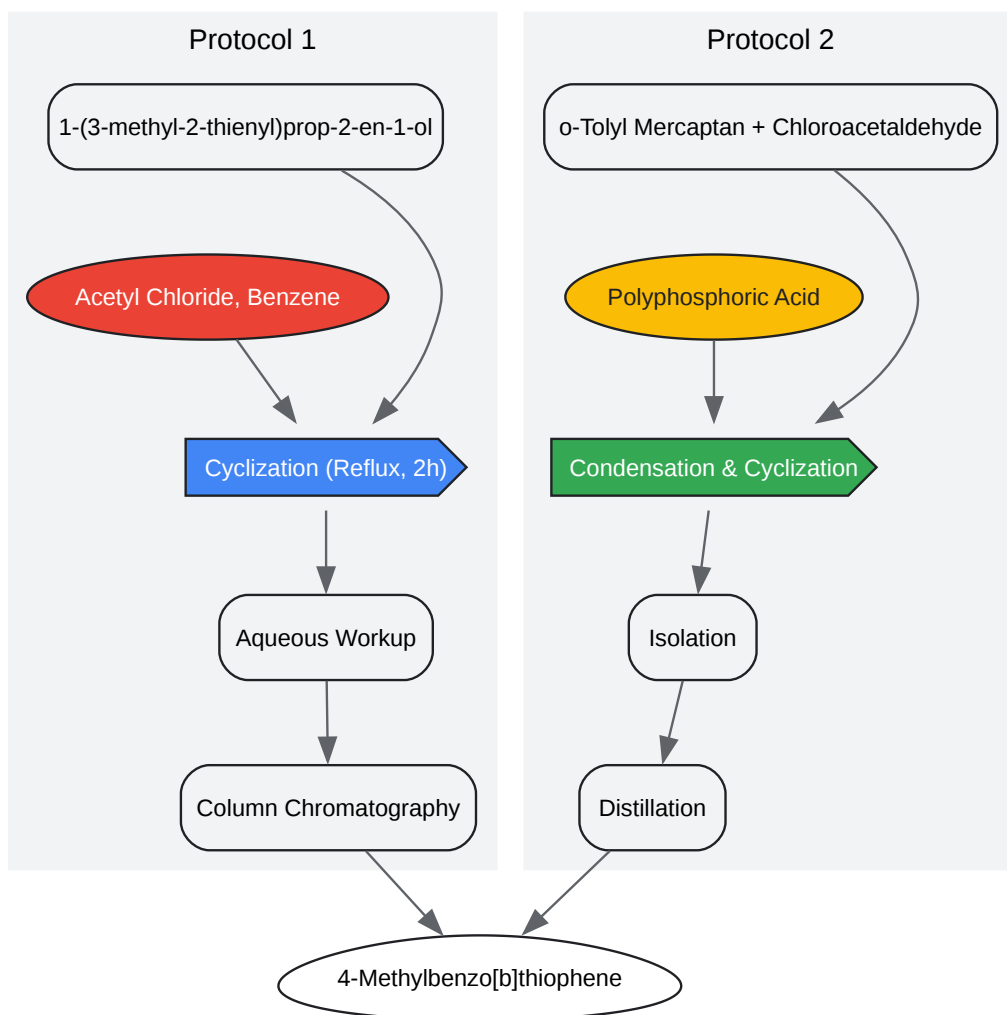 Protocol 1
1-(3-methyl-2-thienyl)prop-2-en-1-ol
Acetyl Chloride, Benzene
Cyclization (Reflux, 2h)
Aqueous Workup
Column Chromatography
Protocol 2
o-Tolyl Mercaptan + Chloroacetaldehyde
Polyphosphoric Acid
Condensation & Cyclization
Isolation
Distillation
4-Methylbenzo[b]thiophene